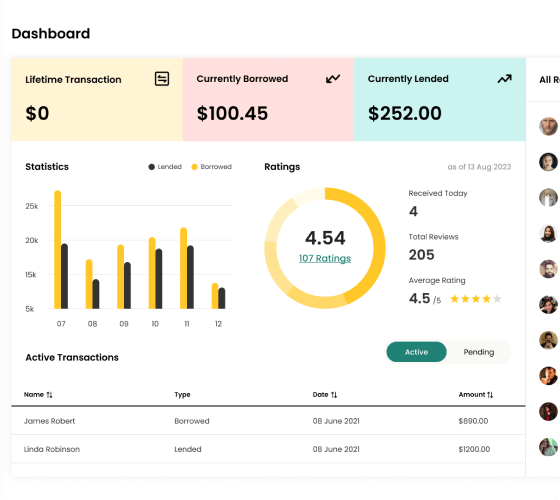 Dashboard
Lifetime Transaction
$0
Currently Borrowed
$100.45
Currently Lended
$252.00
All R
Statistics
Lended
Borrowed
25k
20k
15k
5k
07 08 09 10 11 12
Ratings
as of 13 Aug 2023
4.54
107 Ratings
Received Today
4
Total Reviews
205
Average Rating
4.5 /5
Active Transactions
Active Pending
Name Type Date Amount
James Robert Borrowed 08 June 2021 $890.00
Linda Robinson Lended 08 June 2021 $1200.00